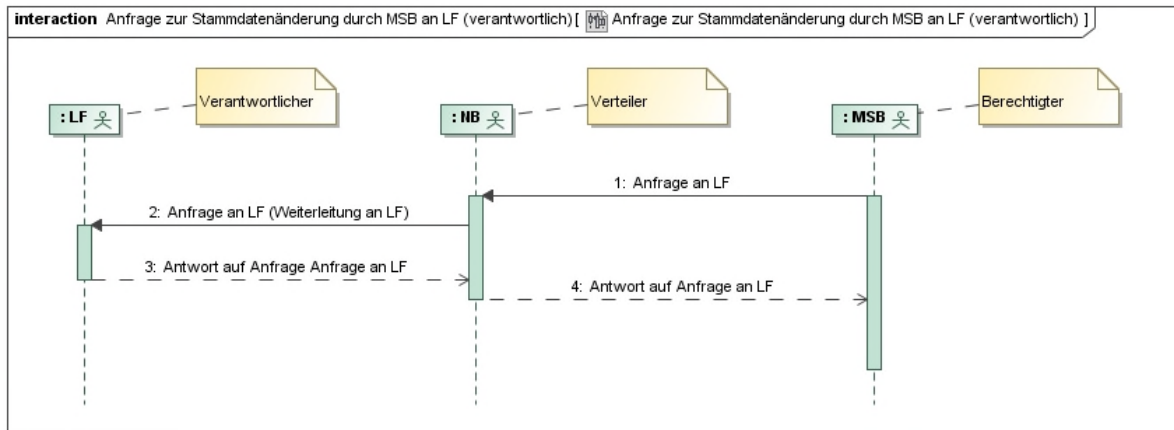 interaction Anfrage zur Stammdatenänderung durch MSB an LF (verantwortlich) [ Anfrage zur Stammdatenänderung durch MSB an LF (verantwortlich) ]
: LF
Verantwortlicher
: NB
Verteiler
: MSB
Berechtigter
1: Anfrage an LF
2: Anfrage an LF (Weiterleitung an LF)
3: Antwort auf Anfrage Anfrage an LF
4: Antwort auf Anfrage an LF